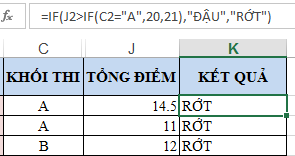 =IF(J2>IF(C2="A",20,21),"ĐẬU","RỚT")
C J K
KHỐI THI TỔNG ĐIỂM KẾT QUẢ
A 14.5 RỚT
A 11 RỚT
B 12 RỚT